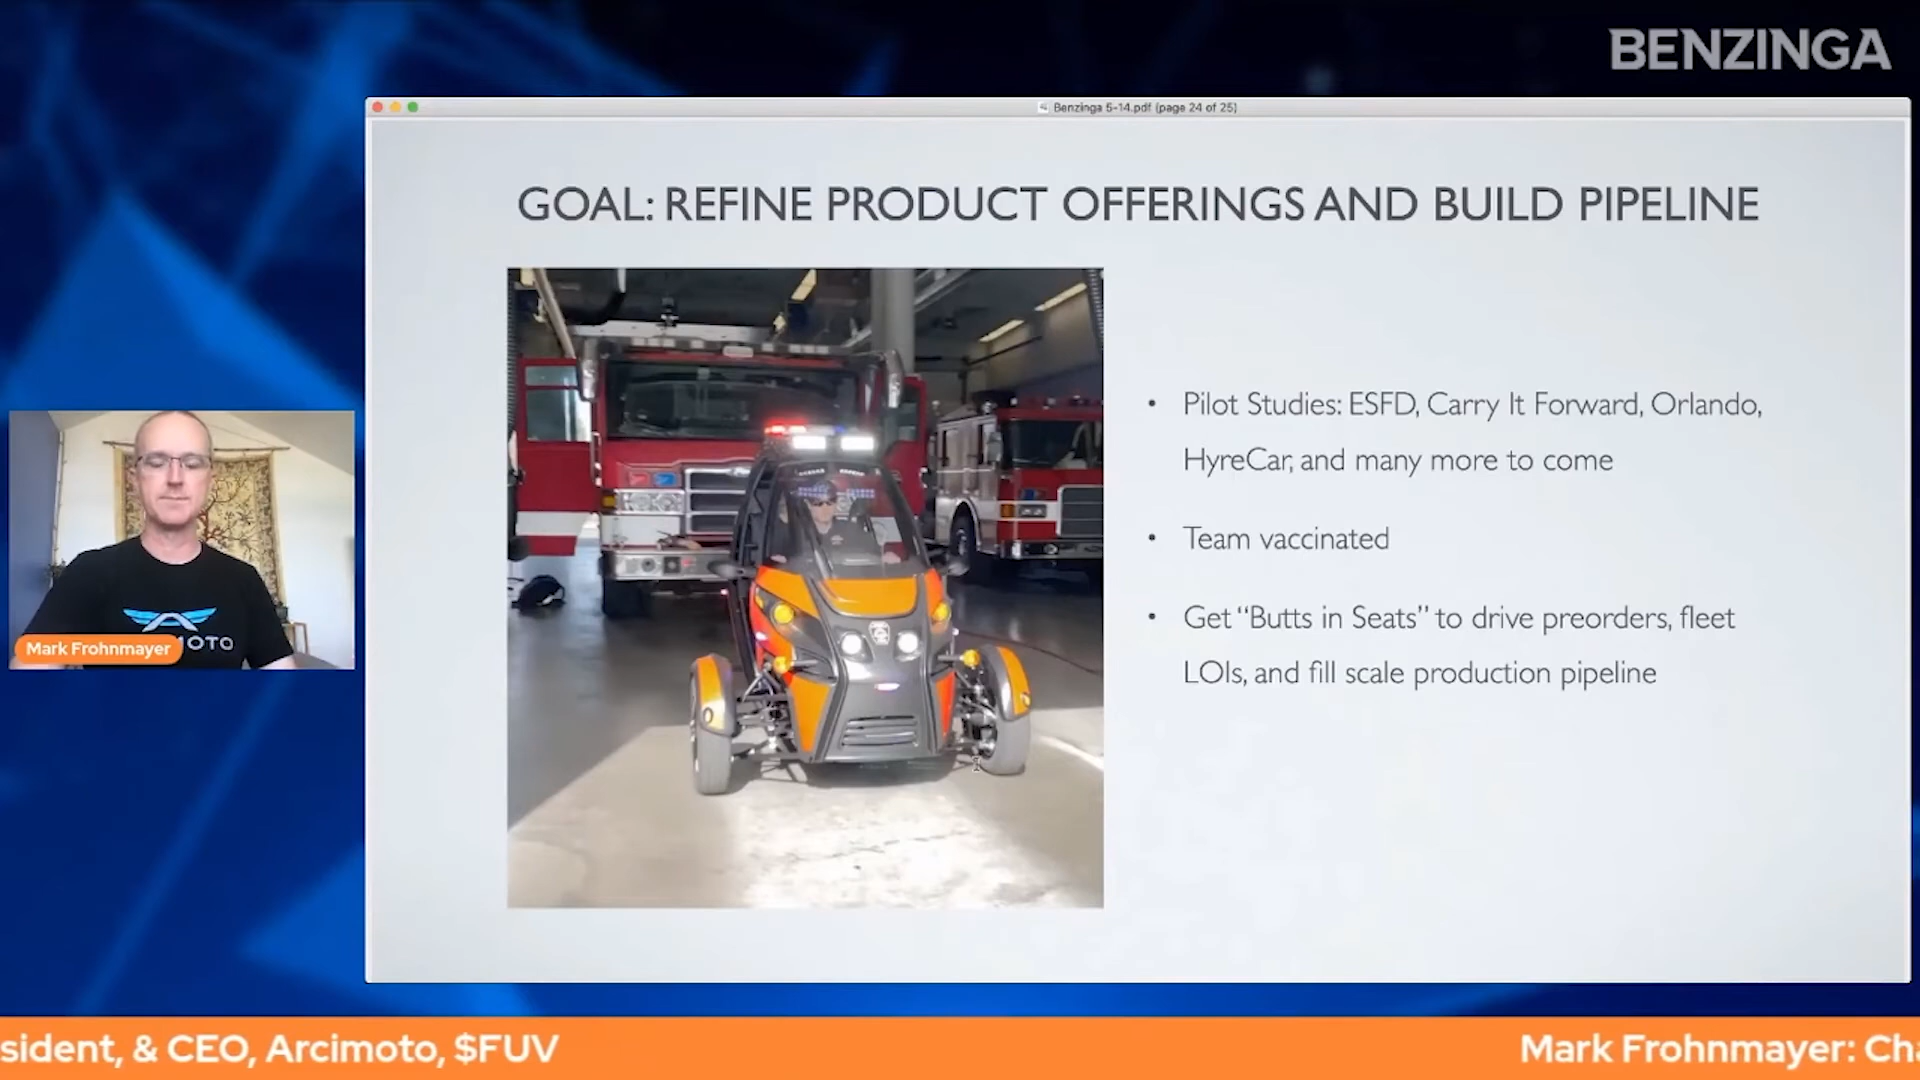 BENZINGA
Benzinga 5-14.pdf (page 24 of 25)
GOAL: REFINE PRODUCT OFFERINGS AND BUILD PIPELINE
• Pilot Studies: ESFD, Carry It Forward, Orlando,
HyreCar, and many more to come
• Team vaccinated
• Get “Butts in Seats” to drive preorders, fleet
LOIs, and fill scale production pipeline
OTO
Mark Frohnmayer
sident, & CEO, Arcimoto, $FUV
Mark Frohnmayer: Cha